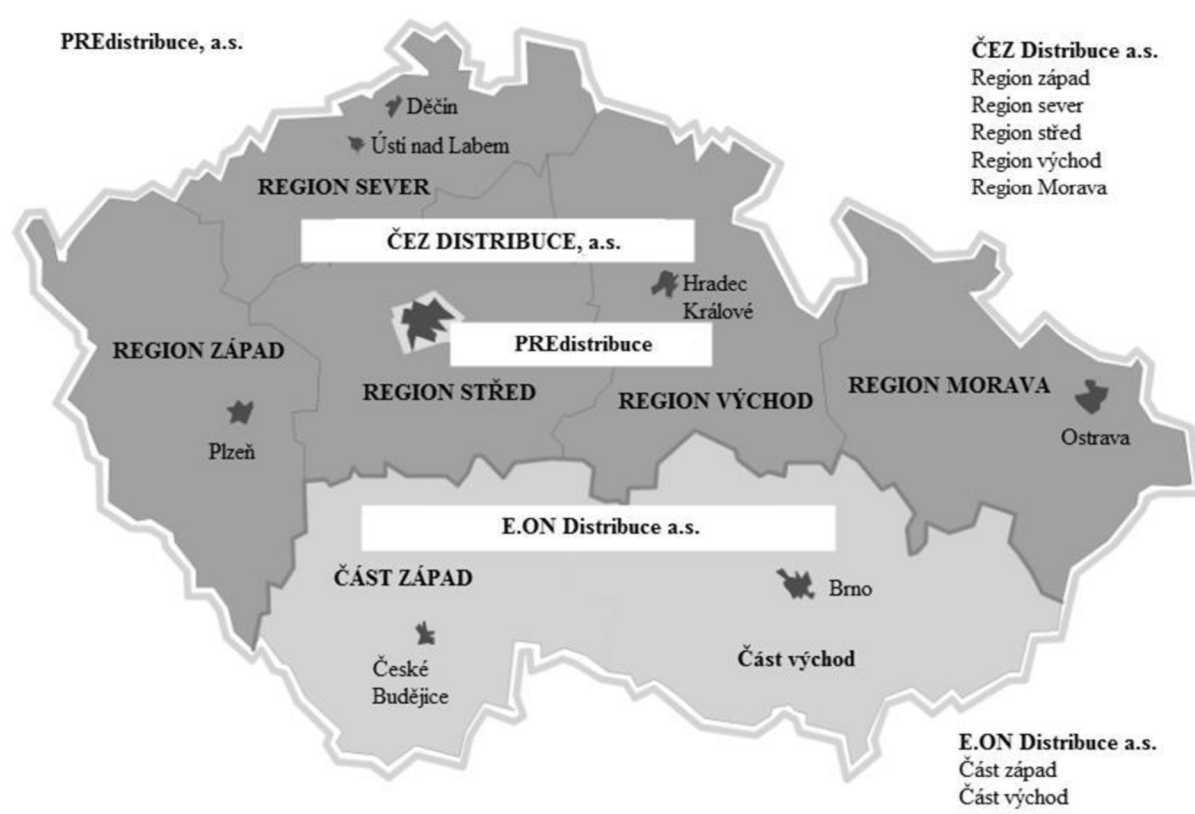 PREdistribuce, a.s.
ČEZ Distribuce a.s.
Region západ
Region sever
Region střed
Region východ
Region Morava
Děčín
Ústí nad Labem
REGION SEVER
ČEZ DISTRIBUCE, a.s.
Hradec
Králové
PREdistribuce
REGION ZÁPAD
REGION STŘED
REGION VÝCHOD
REGION MORAVA
Plzeň
Ostrava
E.ON Distribuce a.s.
ČÁST ZÁPAD
Brno
České
Budějice
Část východ
E.ON Distribuce a.s.
Část západ
Část východ